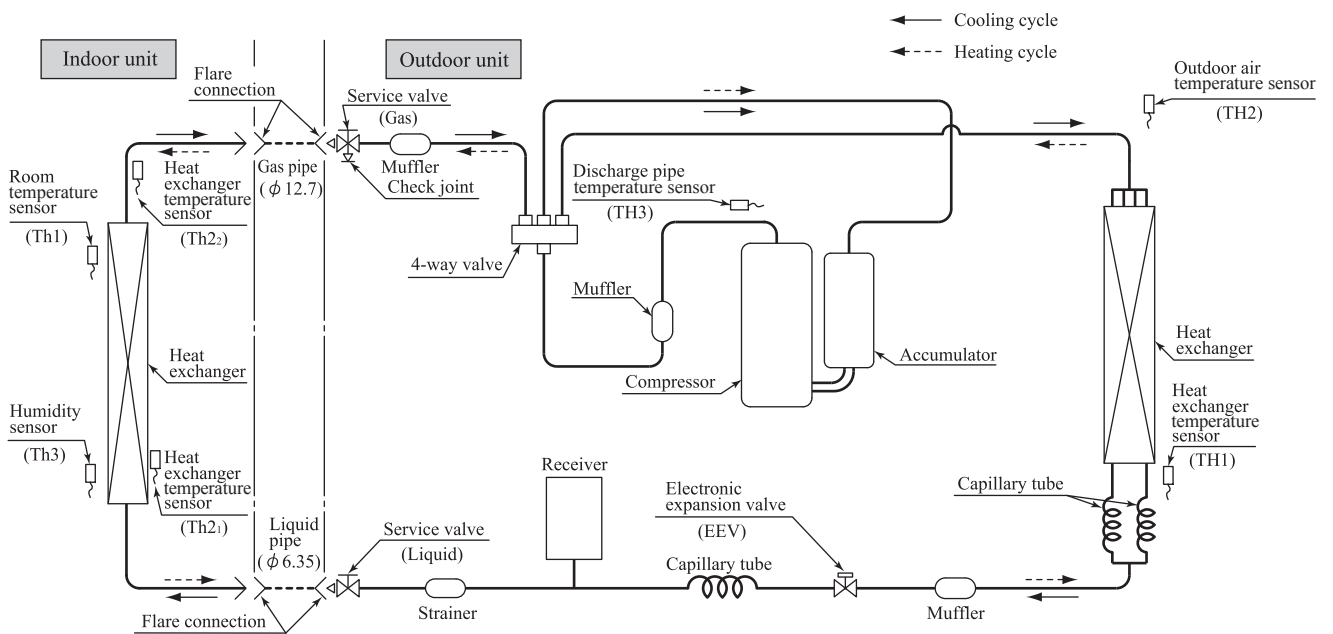 Cooling cycle
Heating cycle
Indoor unit
Outdoor unit
Flare
connection
Service valve
(Gas)
Outdoor air
temperature sensor
(TH2)
Gas pipe
(ϕ 12.7)
Muffler
Check joint
Room
temperature
sensor
(Th1)
Heat
exchanger
temperature
sensor
(Th2₂)
Discharge pipe
temperature sensor
(TH3)
4-way valve
Muffler
Heat
exchanger
Compressor
Accumulator
Heat
exchanger
Humidity
sensor
(Th3)
Heat
exchanger
temperature
sensor
(Th2₁)
Heat
exchanger
temperature
sensor
(TH1)
Receiver
Electronic
expansion valve
(EEV)
Capillary tube
Liquid
pipe
(ϕ 6.35)
Service valve
(Liquid)
Capillary tube
Strainer
Muffler
Flare connection